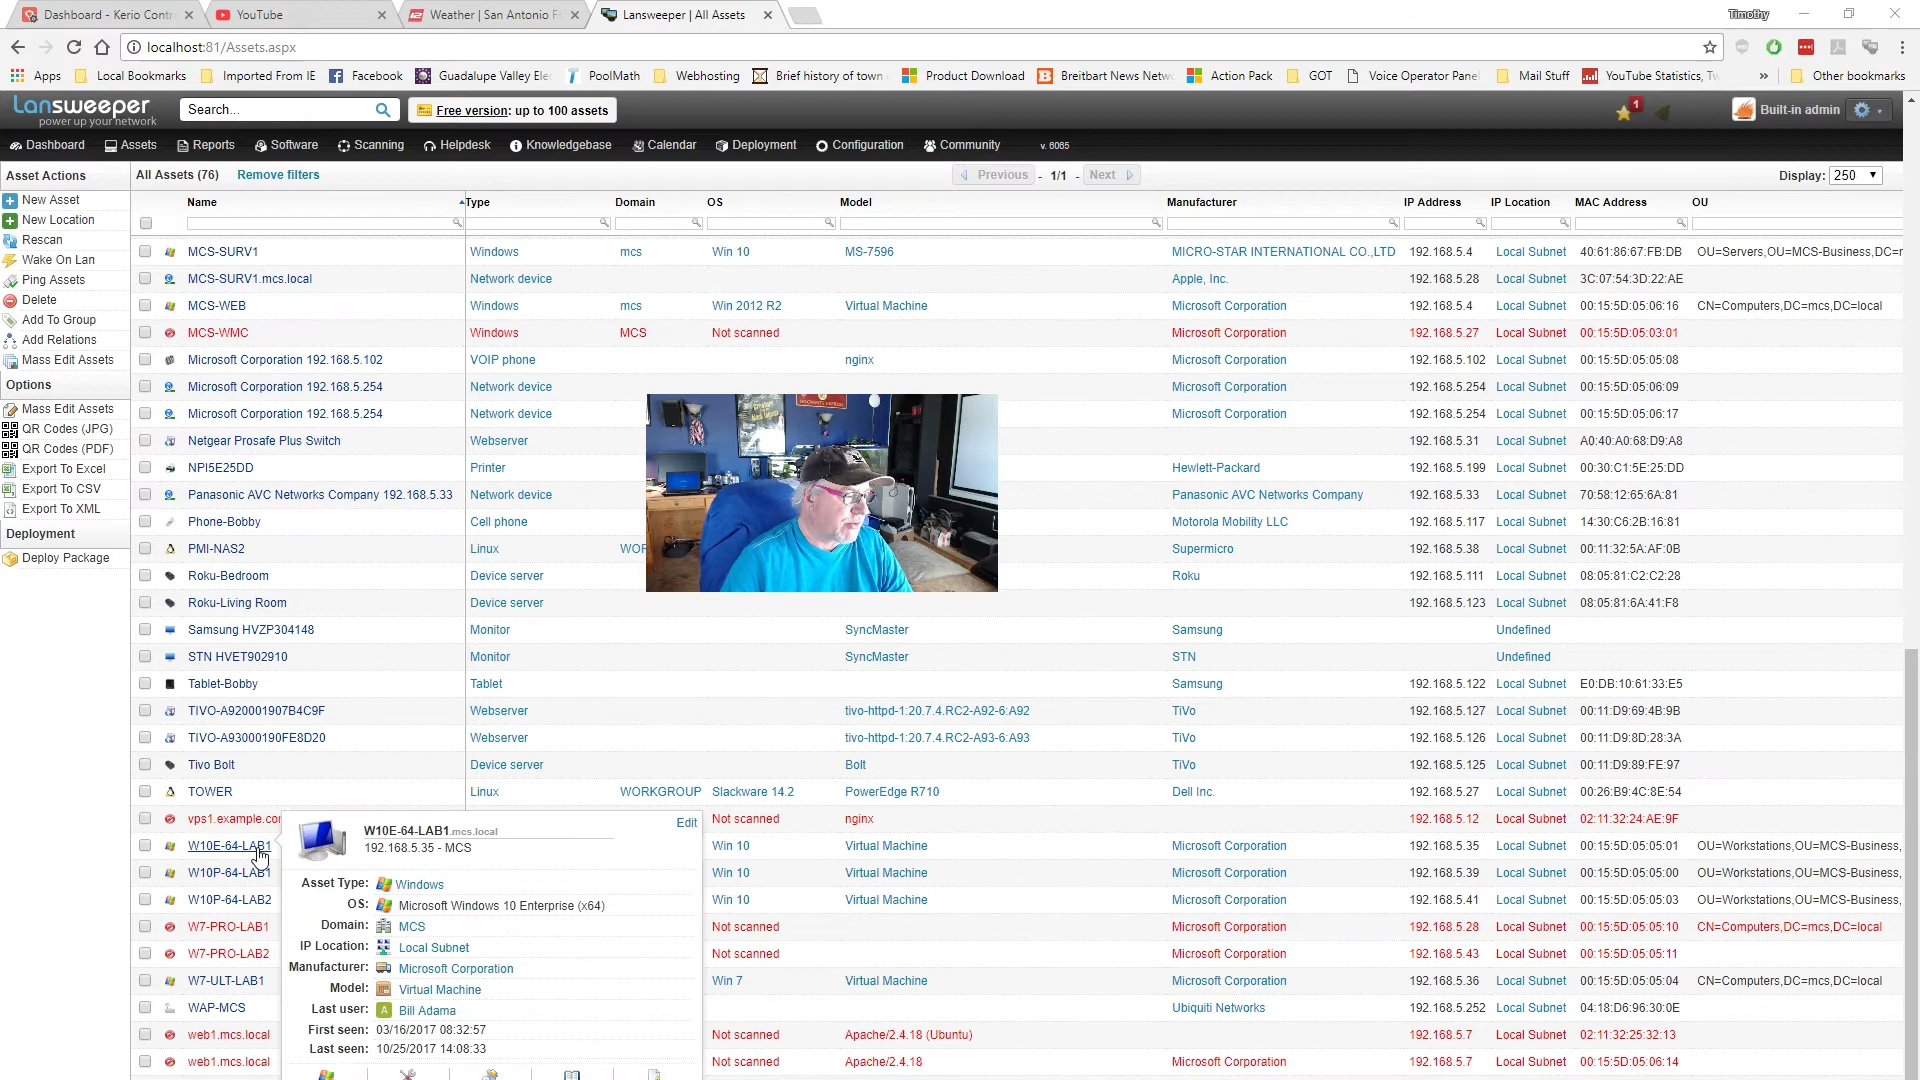 Dashboard - Kerio Contr
YouTube
Weather | San Antonio F
Lansweeper | All Assets
Timothy
localhost:81/Assets.aspx
Apps
Local Bookmarks
Imported From IE
Facebook
Guadalupe Valley Ele
PoolMath
Webhosting
Brief history of town
Product Download
Breitbart News Netw
Action Pack
GOT
Voice Operator Pane
Mail Stuff
YouTube Statistics, Tw
»
Other bookmarks
Lansweeper
power up your network
Search...
Free version: up to 100 assets
1
Built-in admin
Dashboard Assets Reports Software Scanning Helpdesk Knowledgebase Calendar Deployment Configuration Community v. 6065
Asset Actions
New Asset
New Location
Rescan
Wake On Lan
Ping Assets
Delete
Add To Group
Add Relations
Mass Edit Assets
Options
Mass Edit Assets
QR Codes (JPG)
QR Codes (PDF)
Export To Excel
Export To CSV
Export To XML
Deployment
Deploy Package
All Assets (76) Remove filters Previous - 1/1 - Next Display: 250
Name Type Domain OS Model Manufacturer IP Address IP Location MAC Address OU
MCS-SURV1 Windows mcs Win 10 MS-7596 MICRO-STAR INTERNATIONAL CO.,LTD 192.168.5.4 Local Subnet 40:61:86:67:FB:DB OU=Servers,OU=MCS-Business,DC=r
MCS-SURV1.mcs.local Network device Apple, Inc. 192.168.5.28 Local Subnet 3C:07:54:3D:22:AE
MCS-WEB Windows mcs Win 2012 R2 Virtual Machine Microsoft Corporation 192.168.5.4 Local Subnet 00:15:5D:05:06:16 CN=Computers,DC=mcs,DC=local
MCS-WMC Windows MCS Not scanned Microsoft Corporation 192.168.5.27 Local Subnet 00:15:5D:05:03:01
Microsoft Corporation 192.168.5.102 VOIP phone nginx Microsoft Corporation 192.168.5.102 Local Subnet 00:15:5D:05:05:08
Microsoft Corporation 192.168.5.254 Network device Microsoft Corporation 192.168.5.254 Local Subnet 00:15:5D:05:06:09
Microsoft Corporation 192.168.5.254 Network device Microsoft Corporation 192.168.5.254 Local Subnet 00:15:5D:05:06:17
Netgear Prosafe Plus Switch Webserver 192.168.5.31 Local Subnet A0:40:A0:68:D9:A8
NPI5E25DD Printer Hewlett-Packard 192.168.5.199 Local Subnet 00:30:C1:5E:25:DD
Panasonic AVC Networks Company 192.168.5.33 Network device Panasonic AVC Networks Company 192.168.5.33 Local Subnet 70:58:12:65:6A:81
Phone-Bobby Cell phone Motorola Mobility LLC 192.168.5.117 Local Subnet 14:30:C6:2B:16:81
PMI-NAS2 Linux WOR Supermicro 192.168.5.38 Local Subnet 00:11:32:5A:AF:0B
Roku-Bedroom Device server Roku 192.168.5.111 Local Subnet 08:05:81:C2:C2:28
Roku-Living Room Device server 192.168.5.123 Local Subnet 08:05:81:6A:41:F8
Samsung HVZP304148 Monitor SyncMaster Samsung Undefined
STN HVET902910 Monitor SyncMaster STN Undefined
Tablet-Bobby Tablet Samsung 192.168.5.122 Local Subnet E0:DB:10:61:33:E5
TIVO-A920001907B4C9F Webserver tivo-httpd-1:20.7.4.RC2-A92-6:A92 TiVo 192.168.5.127 Local Subnet 00:11:D9:69:4B:9B
TIVO-A93000190FE8D20 Webserver tivo-httpd-1:20.7.4.RC2-A93-6:A93 TiVo 192.168.5.126 Local Subnet 00:11:D9:8D:28:3A
Tivo Bolt Device server Bolt TiVo 192.168.5.125 Local Subnet 00:11:D9:89:FE:97
TOWER Linux WORKGROUP Slackware 14.2 PowerEdge R710 Dell Inc. 192.168.5.27 Local Subnet 00:26:B9:4C:8E:54
vps1.example.co Not scanned nginx 192.168.5.12 Local Subnet 02:11:32:24:AE:9F
W10E-64-LAB1 Win 10 Virtual Machine Microsoft Corporation 192.168.5.35 Local Subnet 00:15:5D:05:05:01 OU=Workstations,OU=MCS-Business,
W10P-64-LAB1 Win 10 Virtual Machine Microsoft Corporation 192.168.5.39 Local Subnet 00:15:5D:05:05:00 OU=Workstations,OU=MCS-Business,
W10P-64-LAB2 Win 10 Virtual Machine Microsoft Corporation 192.168.5.41 Local Subnet 00:15:5D:05:05:03 OU=Workstations,OU=MCS-Business,
W7-PRO-LAB1 Not scanned Microsoft Corporation 192.168.5.28 Local Subnet 00:15:5D:05:05:10 CN=Computers,DC=mcs,DC=local
W7-PRO-LAB2 Not scanned Microsoft Corporation 192.168.5.43 Local Subnet 00:15:5D:05:05:11
W7-ULT-LAB1 Win 7 Virtual Machine Microsoft Corporation 192.168.5.36 Local Subnet 00:15:5D:05:05:04 CN=Computers,DC=mcs,DC=local
WAP-MCS Ubiquiti Networks 192.168.5.252 Local Subnet 04:18:D6:96:30:0E
web1.mcs.local Not scanned Apache/2.4.18 (Ubuntu) 192.168.5.7 Local Subnet 02:11:32:25:32:13
web1.mcs.local Not scanned Apache/2.4.18 Microsoft Corporation 192.168.5.7 Local Subnet 00:15:5D:05:06:14
W10E-64-LAB1.mcs.local Edit
192.168.5.35 - MCS
Asset Type: Windows
OS: Microsoft Windows 10 Enterprise (x64)
Domain: MCS
IP Location: Local Subnet
Manufacturer: Microsoft Corporation
Model: Virtual Machine
Last user: A Bill Adama
First seen: 03/16/2017 08:32:57
Last seen: 10/25/2017 14:08:33